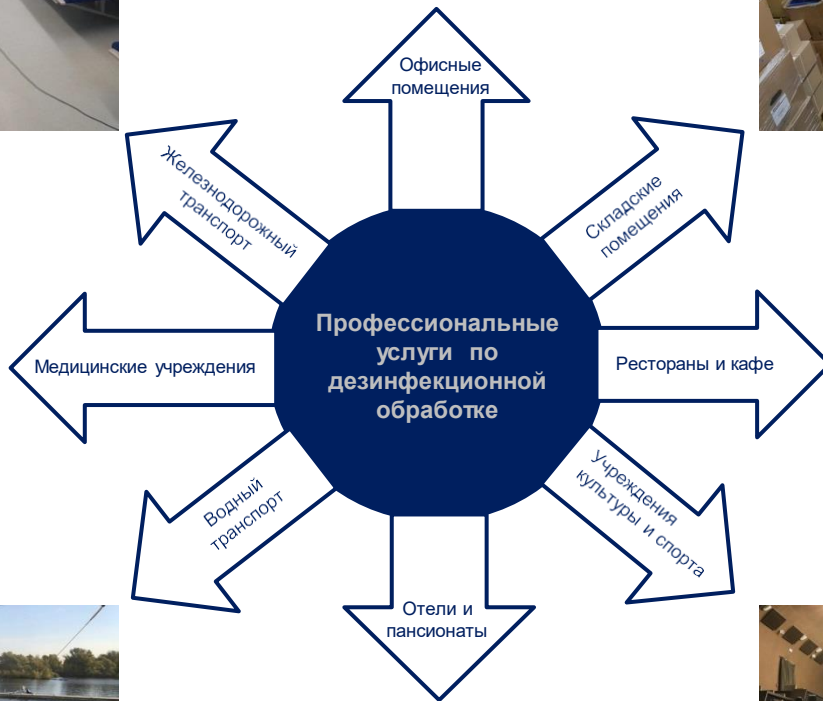 Офисные
помещения
Железнодорожный
транспорт
Складские
помещения
Профессиональные
услуги по
дезинфекционной
обработке
Медицинские учреждения
Рестораны и кафе
Водный
транспорт
Учреждения
культуры и спорта
Отели и
пансионаты